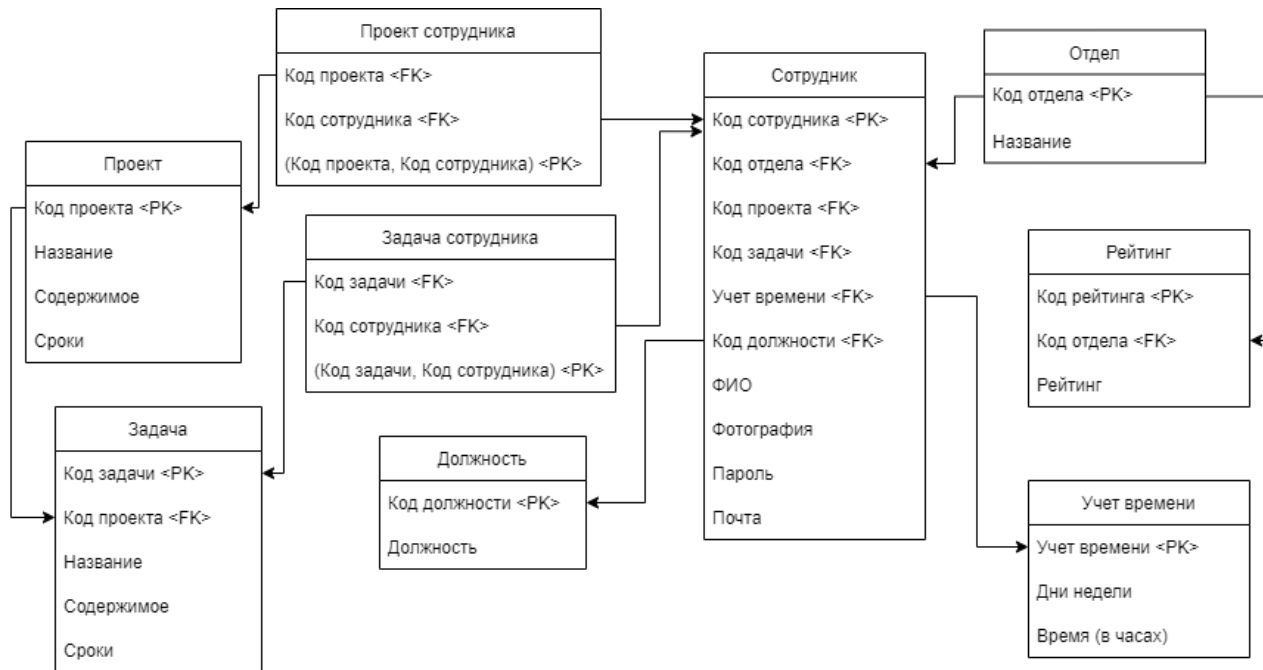 Проект сотрудника
Код проекта <FK>
Код сотрудника <FK>
(Код проекта, Код сотрудника) <PK>
Проект
Код проекта <PK>
Название
Содержимое
Сроки
Задача сотрудника
Код задачи <FK>
Код сотрудника <FK>
(Код задачи, Код сотрудника) <PK>
Задача
Код задачи <PK>
Код проекта <FK>
Название
Содержимое
Сроки
Должность
Код должности <PK>
Должность
Сотрудник
Код сотрудника <PK>
Код отдела <FK>
Код проекта <FK>
Код задачи <FK>
Учет времени <FK>
Код должности <FK>
ФИО
Фотография
Пароль
Почта
Отдел
Код отдела <PK>
Название
Рейтинг
Код рейтинга <PK>
Код отдела <FK>
Рейтинг
Учет времени
Учет времени <PK>
Дни недели
Время (в часах)